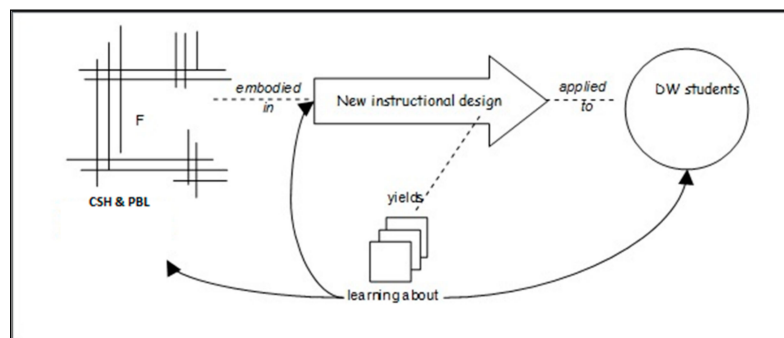 embodied
in
New instructional design
applied
to
DW students
F
CSH & PBL
yields
learning about